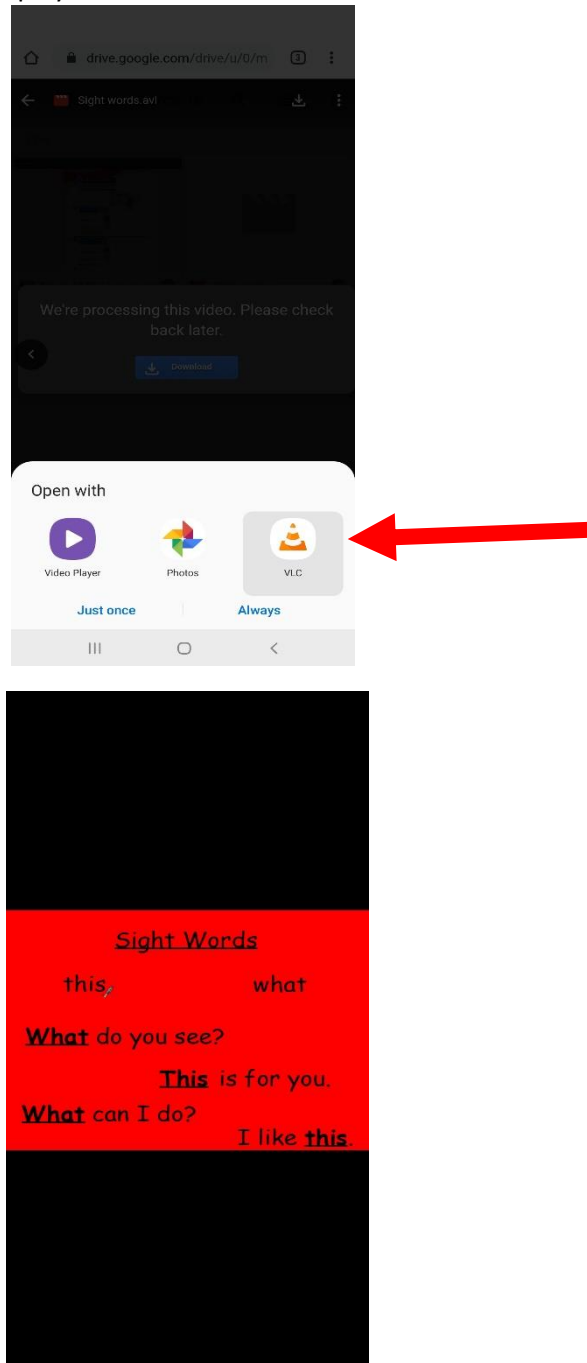 drive.google.com/drive/u/0/m 3
Sight words.avi
We're processing this video. Please check
back later.
Download
Open with
Video Player Photos VLC
Just once Always
Sight Words
this what
What do you see?
This is for you.
What can I do?
I like this.